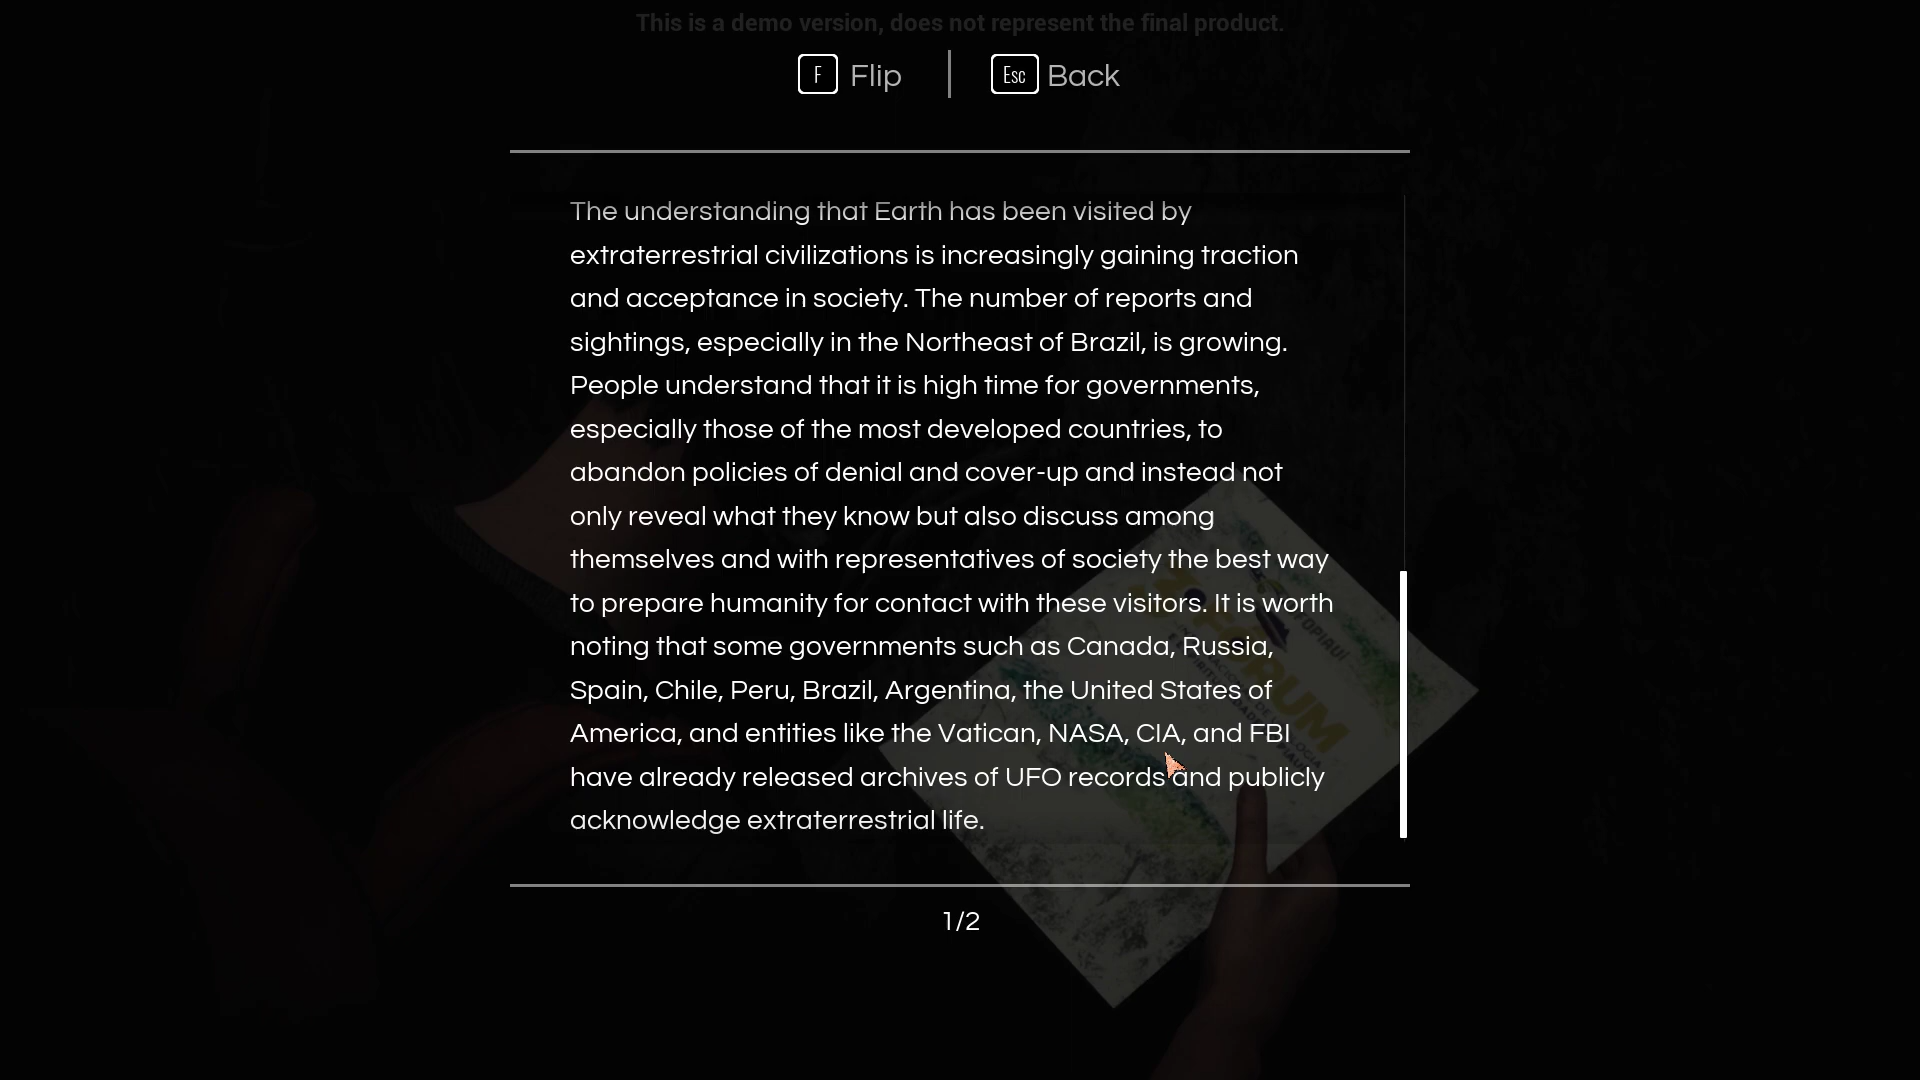 This is a demo version, does not represent the final product.
F Flip Esc Back
The understanding that Earth has been visited by
extraterrestrial civilizations is increasingly gaining traction
and acceptance in society. The number of reports and
sightings, especially in the Northeast of Brazil, is growing.
People understand that it is high time for governments,
especially those of the most developed countries, to
abandon policies of denial and cover-up and instead not
only reveal what they know but also discuss among
themselves and with representatives of society the best way
to prepare humanity for contact with these visitors. It is worth
noting that some governments such as Canada, Russia,
Spain, Chile, Peru, Brazil, Argentina, the United States of
America, and entities like the Vatican, NASA, CIA, and FBI
have already released archives of UFO records and publicly
acknowledge extraterrestrial life.
1/2